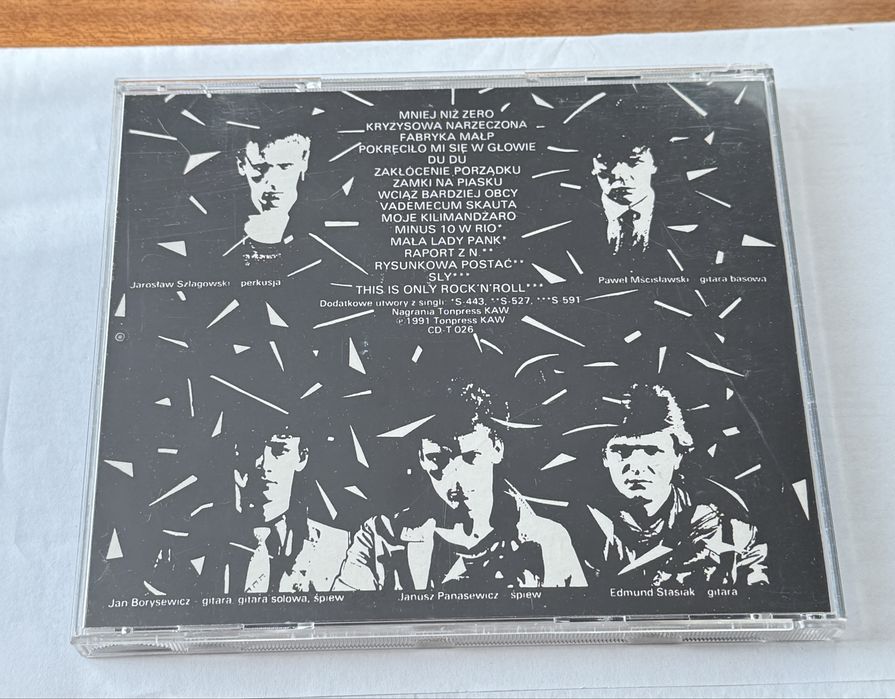 MNIEJ NIŻ ZERO
KRYZYSOWA NARZECZONA
FABRYKA MAŁP
POKRĘCIŁO MI SIĘ W GŁOWIE
DU DU
ZAKŁÓCENIE PORZĄDKU
ZAMKI NA PIASKU
WCIĄŻ BARDZIEJ OBCY
VADEMECUM SKAUTA
MOJE KILIMANDŻARO
MINUS 10 W RIO*
MAŁA LADY PANK*
RAPORT Z N.**
RYSUNKOWA POSTAĆ**
SLY***
THIS IS ONLY ROCK'N'ROLL***
Dodatkowe utwory z singli: *S-443, **S-527, ***S 591
Nagrania Tonpress KAW
℗ 1991 Tonpress KAW
CD-T 026
Jarosław Szlagowski perkusja
Paweł Mścisławski gitara basowa
Jan Borysewicz - gitara, gitara solowa, śpiew
Janusz Panasewicz śpiew
Edmund Stasiak gitara